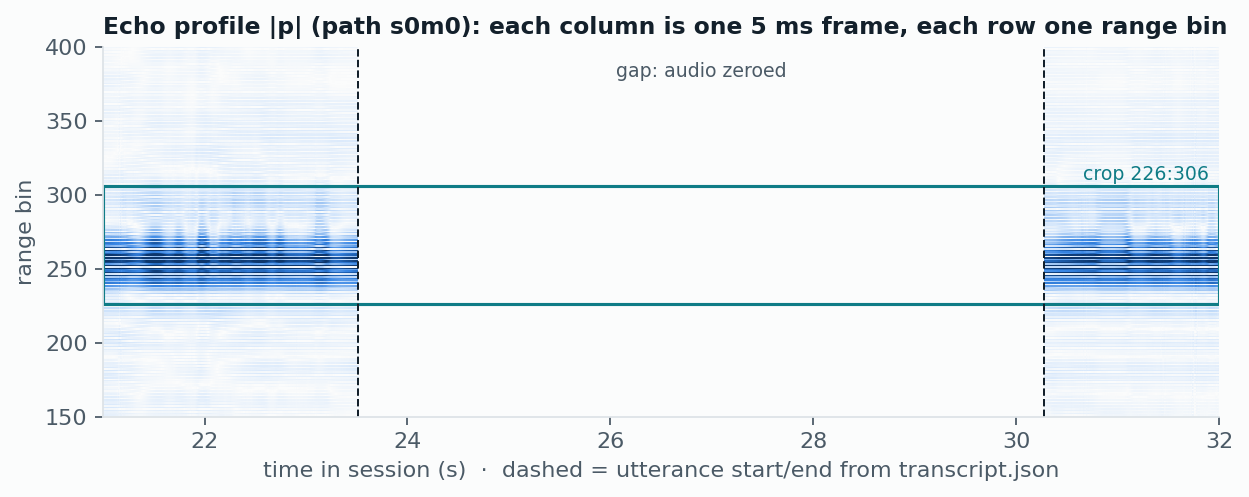 Echo profile |p| (path s0m0): each column is one 5 ms frame, each row one range bin
400
350
300
250
200
150
range bin
gap: audio zeroed
crop 226:306
22
24
26
28
30
32
time in session (s) · dashed = utterance start/end from transcript.json